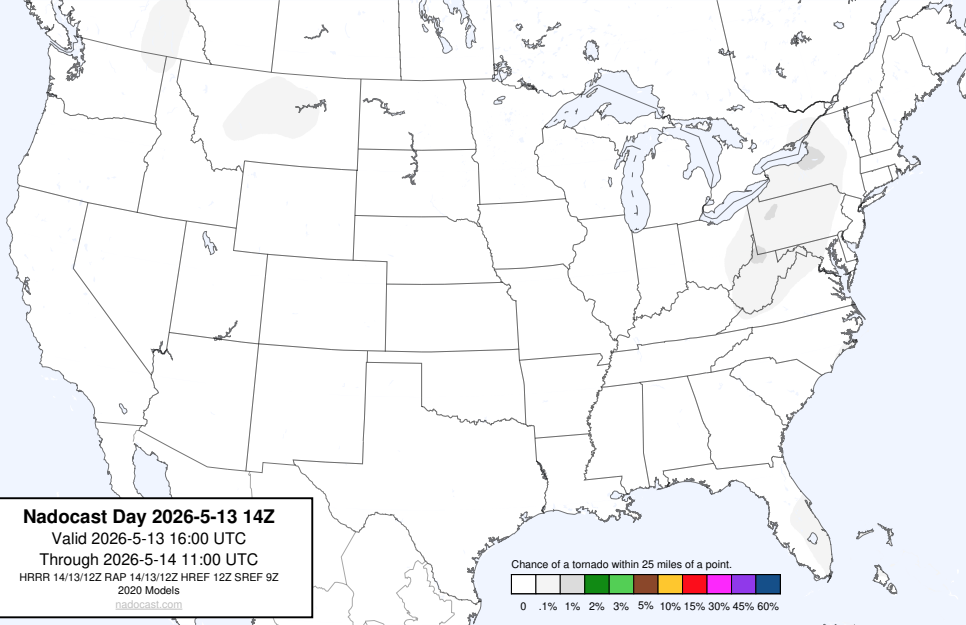 Nadocast Day 2026-5-13 14Z
Valid 2026-5-13 16:00 UTC
Through 2026-5-14 11:00 UTC
HRRR 14/13/12Z RAP 14/13/12Z HREF 12Z SREF 9Z
2020 Models
nadocast.com
Chance of a tornado within 25 miles of a point.
0 .1% 1% 2% 3% 5% 10% 15% 30% 45% 60%